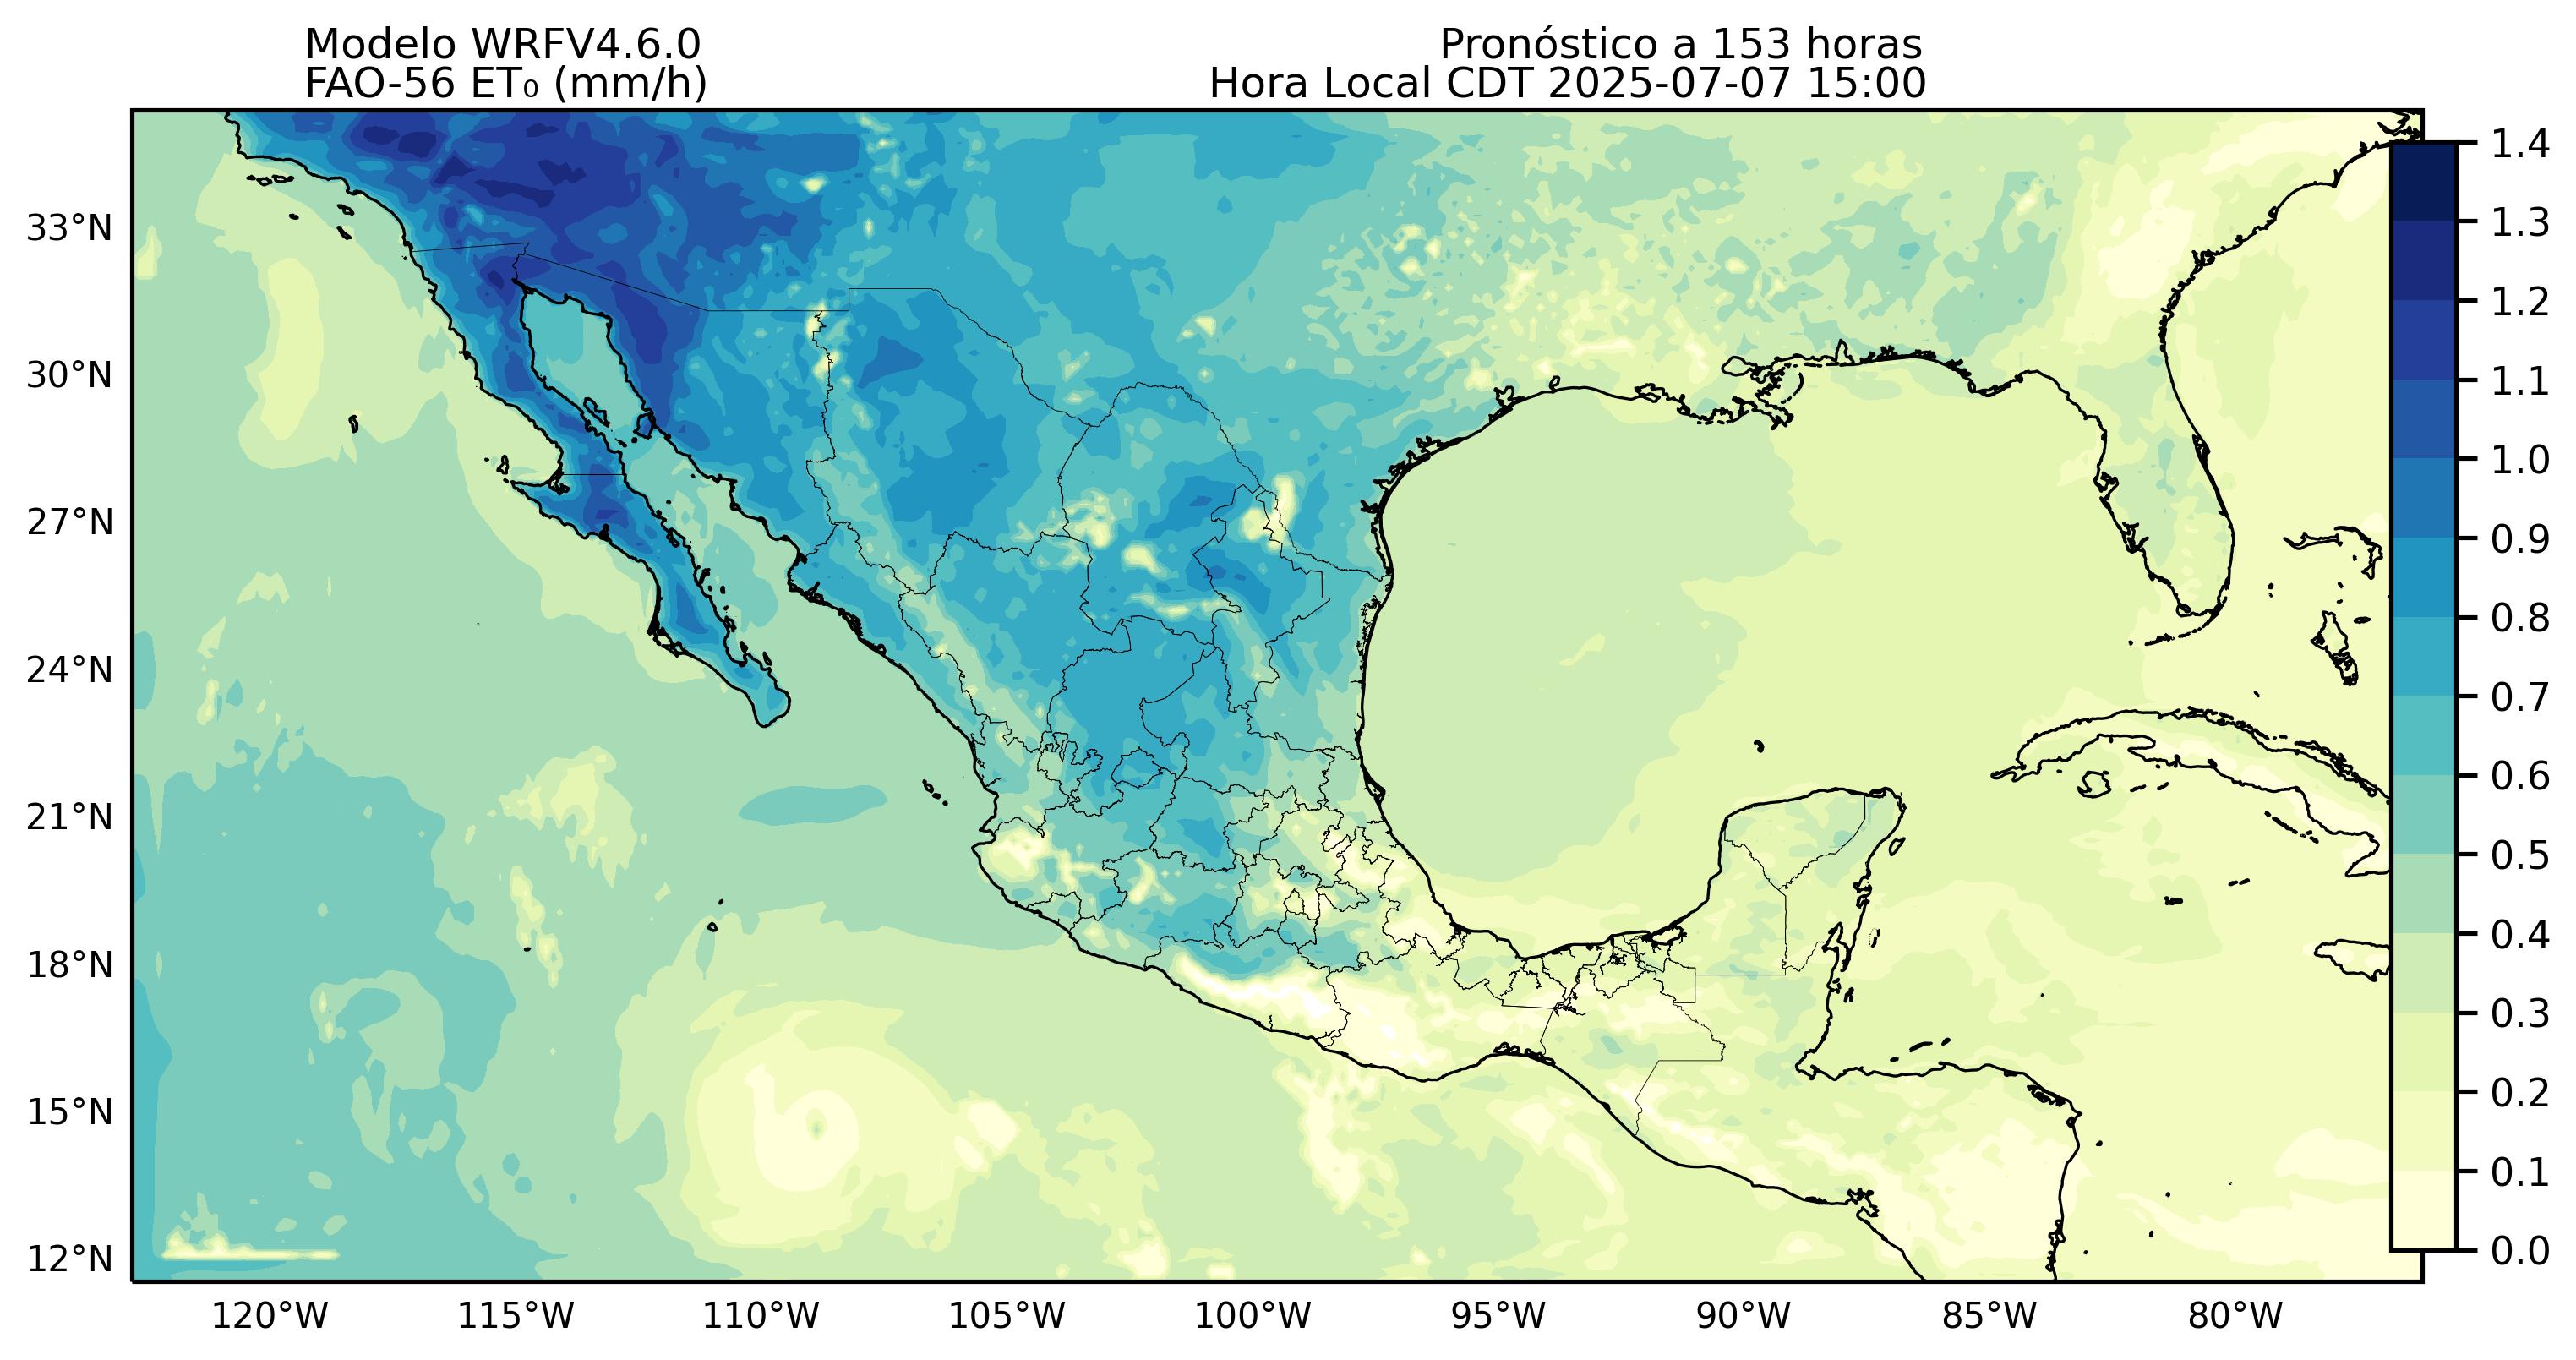 Modelo WRFV4.6.0
FAO-56 ET₀ (mm/h)
Pronóstico a 153 horas
Hora Local CDT 2025-07-07 15:00
33°N
30°N
27°N
24°N
21°N
18°N
15°N
12°N
120°W
115°W
110°W
105°W
100°W
95°W
90°W
85°W
80°W
1.4
1.3
1.2
1.1
1.0
0.9
0.8
0.7
0.6
0.5
0.4
0.3
0.2
0.1
0.0